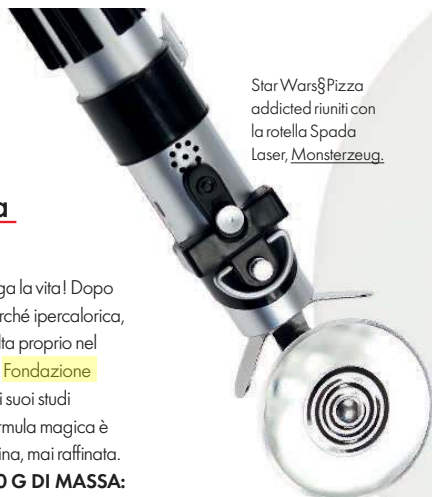 Star Wars§Pizza
addicted riuniti con
la rotella Spada
Laser, Monsterzeug.
a
ga la vita! Dopo
rché ipercalorica,
lta proprio nel
Fondazione
i suoi studi
rmula magica è
ina, mai raffinata.
0 G DI MASSA: